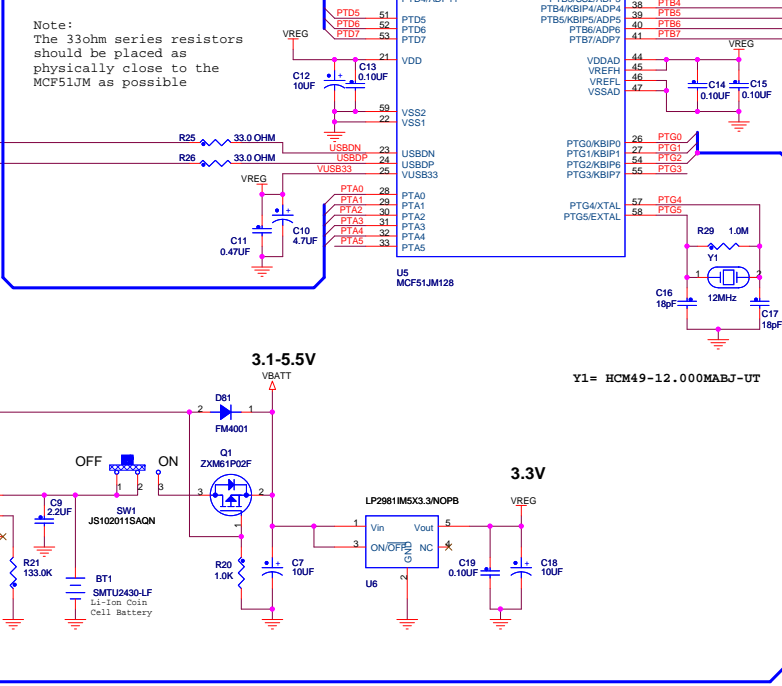 Note:
The 33ohm series resistors
should be placed as
physically close to the
MCF51JM as possible
PTD5 51 PTD5
PTD6 52 PTD6
PTD7 53 PTD7
VREG
21 VDD
C12
10UF
C13
0.10UF
59 VSS2
22 VSS1
R25 33.0 OHM
R26 33.0 OHM
USBDN 23 USBDN
USBDP 24 USBDP
VUSB33 25 VUSB33
VREG
PTA0 28 PTA0
PTA1 29 PTA1
PTA2 30 PTA2
PTA3 31 PTA3
PTA4 32 PTA4
PTA5 33 PTA5
C11
0.47UF
C10
4.7UF
U5
MCF51JM128
PTB4/KBIP4/ADP4 38 PTB4
PTB5/KBIP5/ADP5 39 PTB5
PTB6/ADP6 40 PTB6
PTB7/ADP7 41 PTB7
VREG
VDDAD 44
VREFH 45
VREFL 46
VSSAD 47
C14
0.10UF
C15
0.10UF
PTG0/KBIP0 26 PTG0
PTG1/KBIP1 27 PTG1
PTG2/KBIP6 54 PTG2
PTG3/KBIP7 55 PTG3
PTG4/XTAL 57 PTG4
PTG5/EXTAL 58 PTG5
R29 1.0M
Y1
1 2
12MHz
C16
18pF
C17
18pF
Y1= HCM49-12.000MABJ-UT
3.1-5.5V
VBATT
D81
2 1
FM4001
Q1
ZXM61P02F
3 2
1
OFF ON
1 2 3
SW1
JS102011SAQN
C9
2.2UF
R21
133.0K
BT1
SMTU2430-LF
Li-Ion Coin
Cell Battery
R20
1.0K
C7
10UF
3.3V
LP2981IM5X3.3/NOPB
VREG
1 Vin Vout 5
3 ON/OFF NC 4
GND
2
U6
C19
0.10UF
C18
10UF